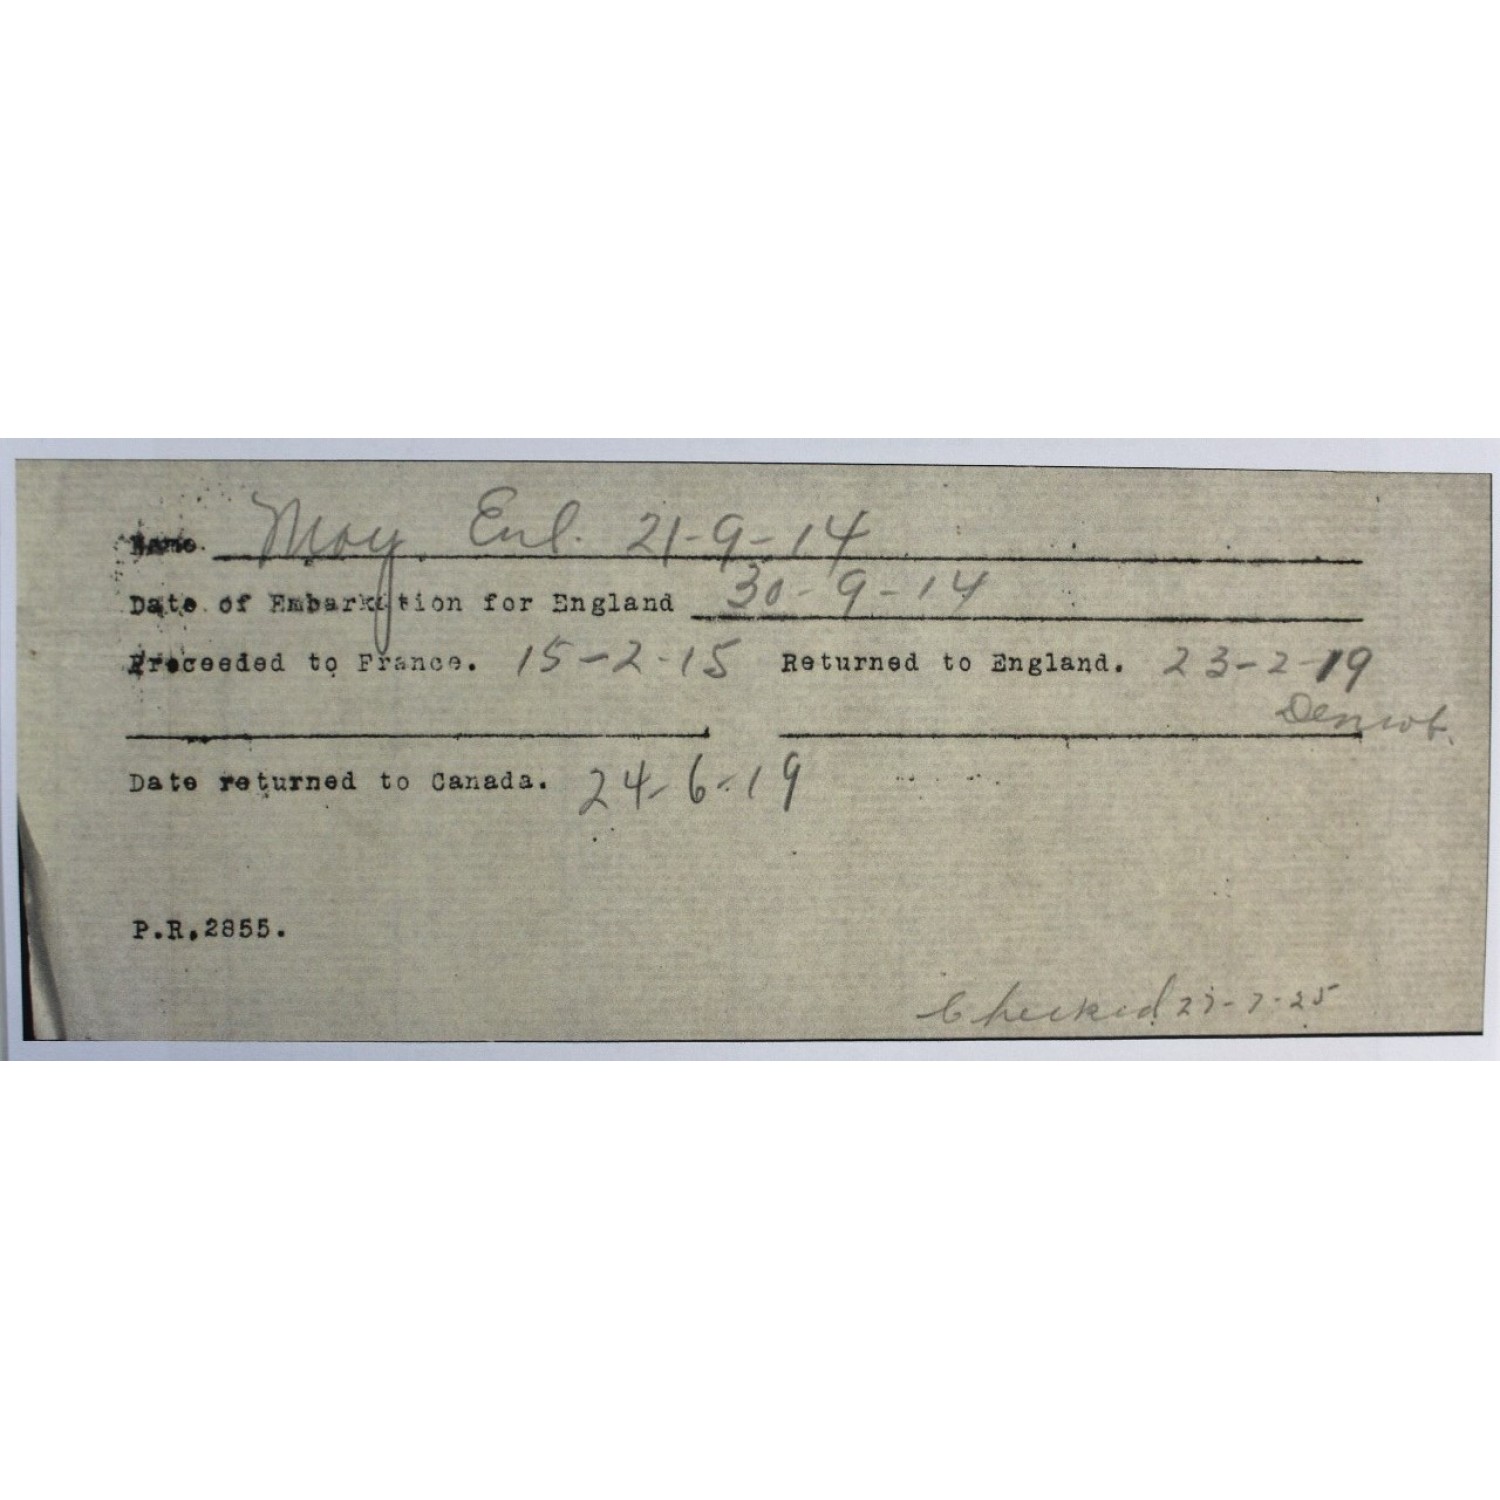 Name. Moy. Enl. 21-9-14
Date of Embarkation for England 30-9-14
Proceeded to France. 15-2-15 Returned to England. 23-2-19
Date returned to Canada. 24-6-19
P.R.2855.
Checked 27-7-25